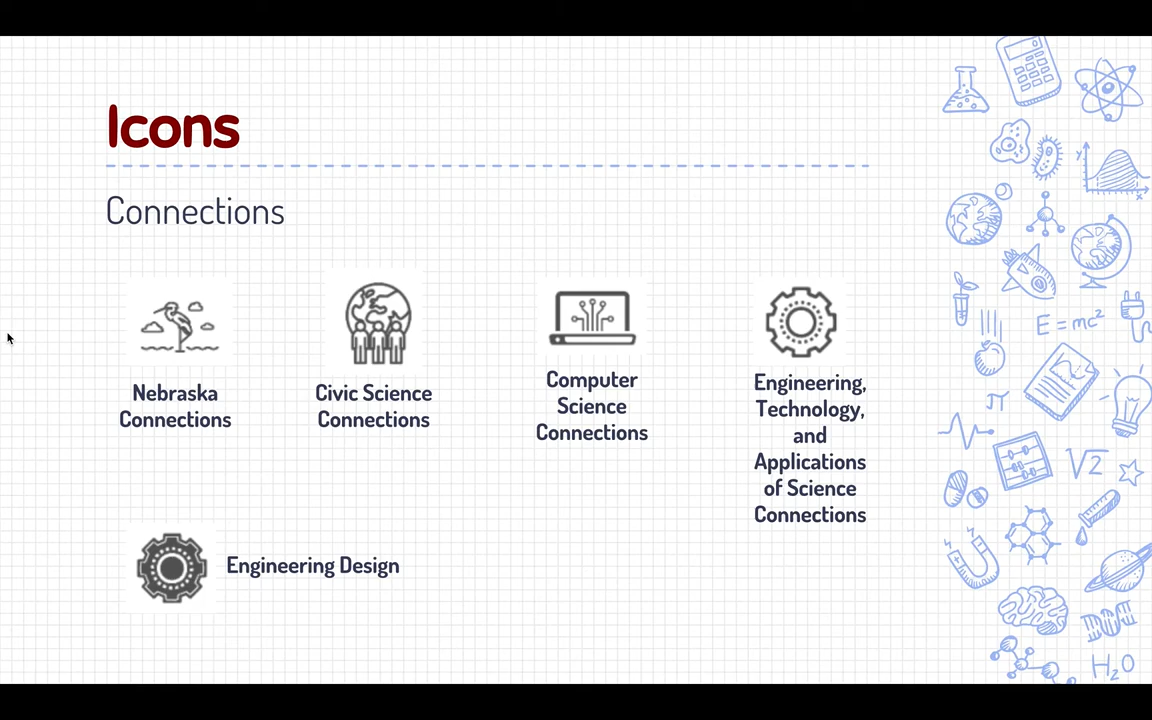 Icons
Connections
Nebraska
Connections
Civic Science
Connections
Computer
Science
Connections
Engineering,
Technology,
and
Applications
of Science
Connections
Engineering Design
y
x
E=mc²
π
√2
H₂O